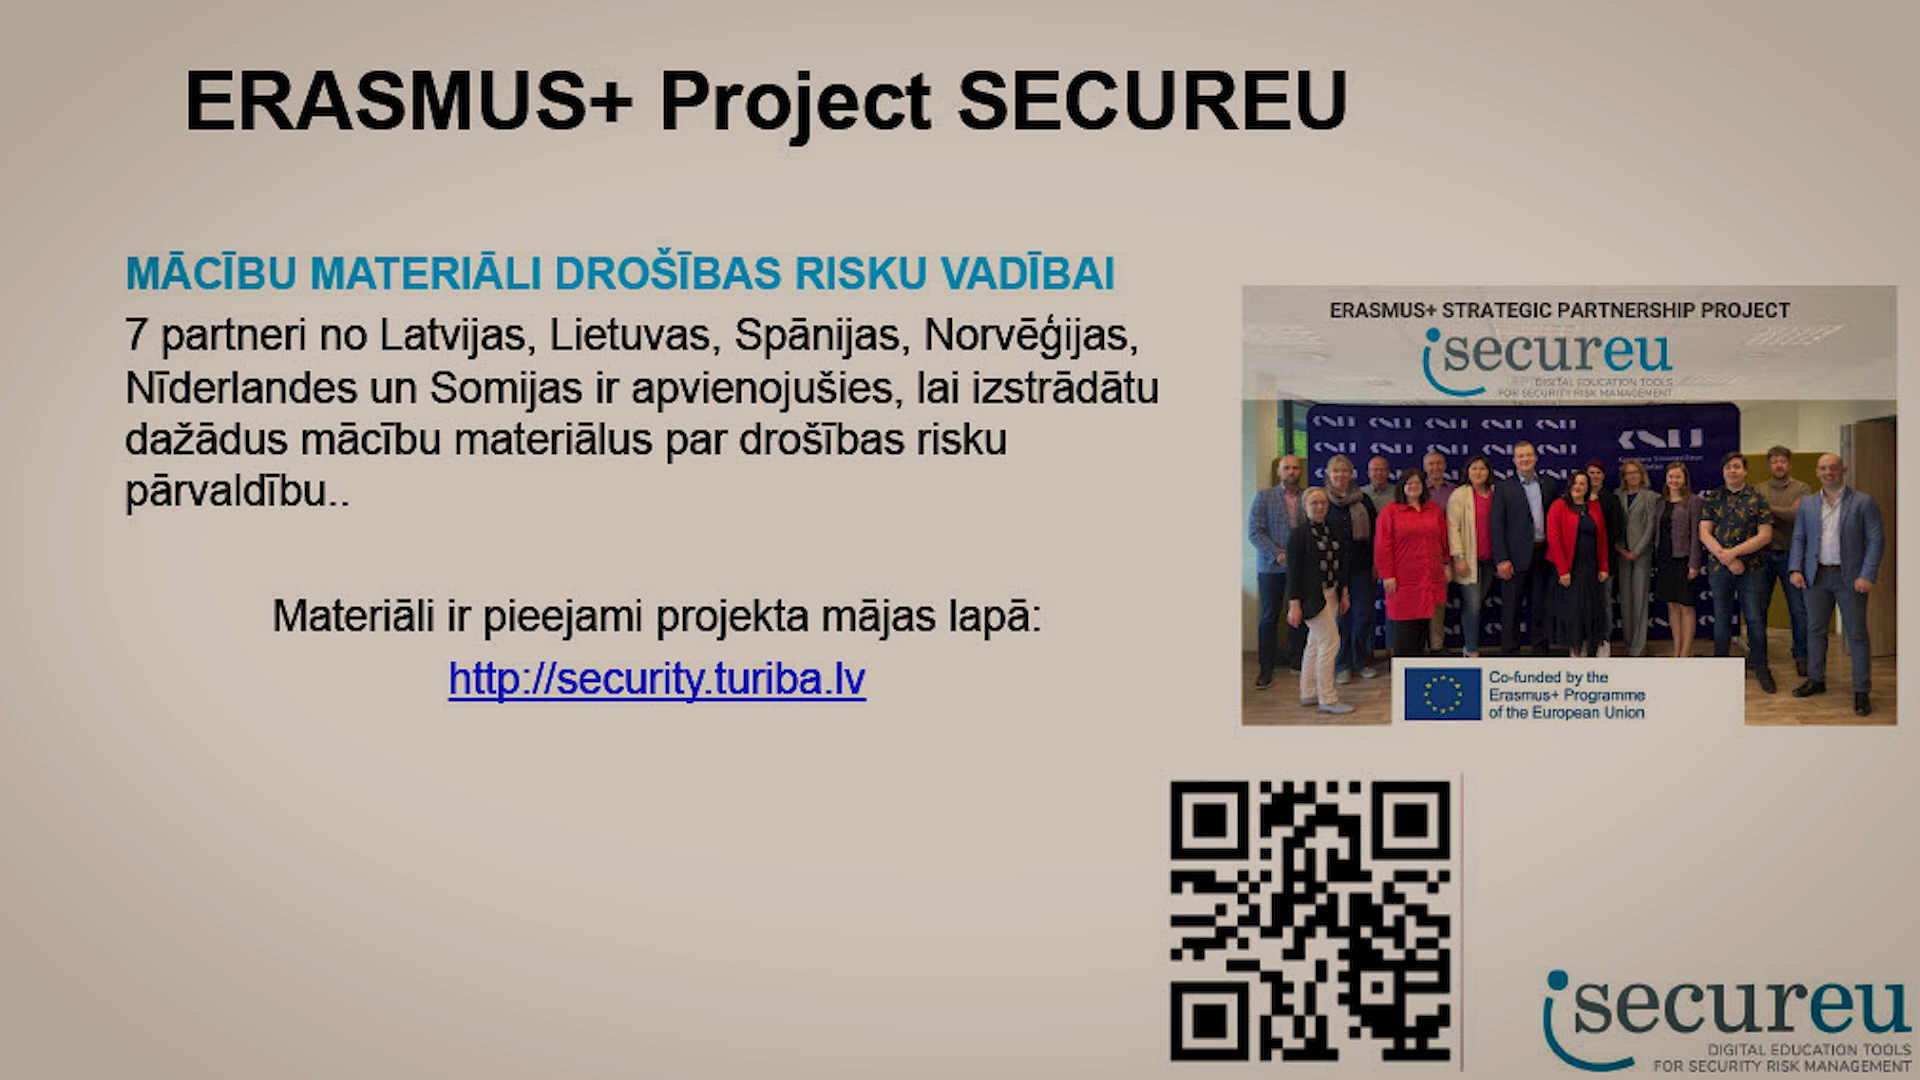 ERASMUS+ Project SECUREU
MĀCĪBU MATERIĀLI DROŠĪBAS RISKU VADĪBAI
7 partneri no Latvijas, Lietuvas, Spānijas, Norvēģijas,
Nīderlandes un Somijas ir apvienojušies, lai izstrādātu
dažādus mācību materiālus par drošības risku
pārvaldību..
Materiāli ir pieejami projekta mājas lapā:
http://security.turiba.lv
ERASMUS+ STRATEGIC PARTNERSHIP PROJECT
secureu
DIGITAL EDUCATION TOOLS
FOR SECURITY RISK MANAGEMENT
Co-funded by the
Erasmus+ Programme
of the European Union
secureu
DIGITAL EDUCATION TOOLS
FOR SECURITY RISK MANAGEMENT